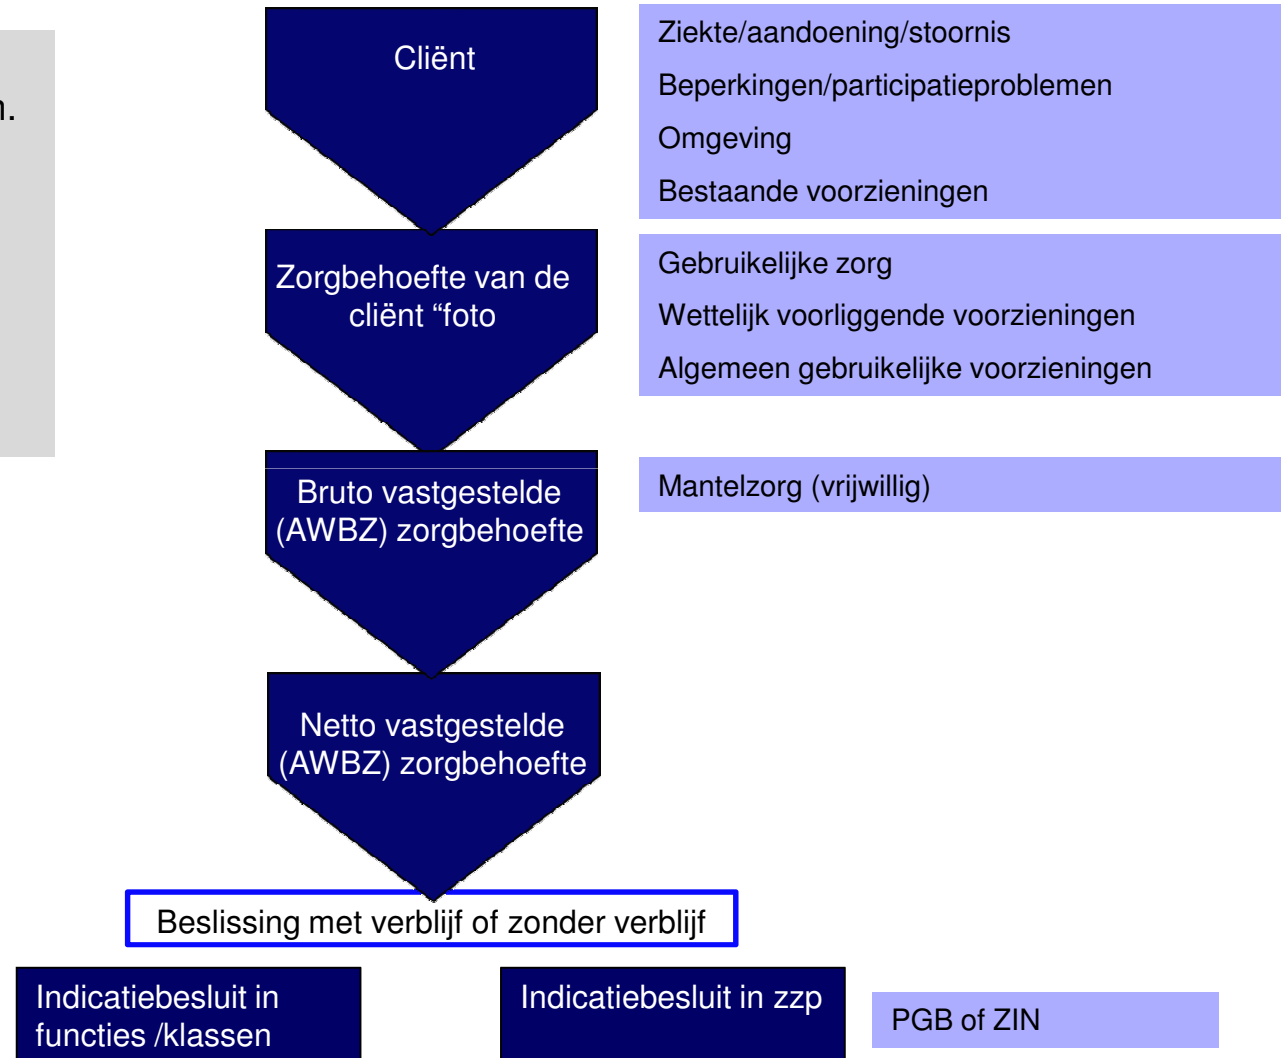 n.
Cliënt
Ziekte/aandoening/stoornis
Beperkingen/participatieproblemen
Omgeving
Bestaande voorzieningen
Zorgbehoefte van de
cliënt “foto
Gebruikelijke zorg
Wettelijk voorliggende voorzieningen
Algemeen gebruikelijke voorzieningen
Bruto vastgestelde
(AWBZ) zorgbehoefte
Mantelzorg (vrijwillig)
Netto vastgestelde
(AWBZ) zorgbehoefte
Beslissing met verblijf of zonder verblijf
Indicatiebesluit in
functies /klassen
Indicatiebesluit in zzp
PGB of ZIN